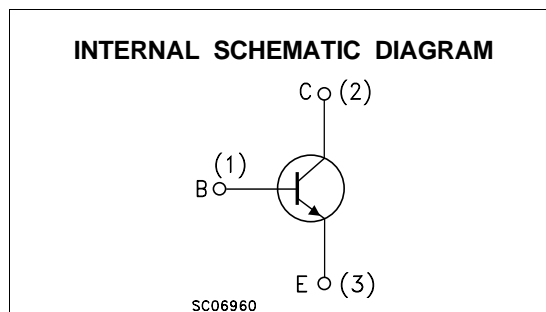 INTERNAL SCHEMATIC DIAGRAM
C (2)
(1)
B
E (3)
SC06960